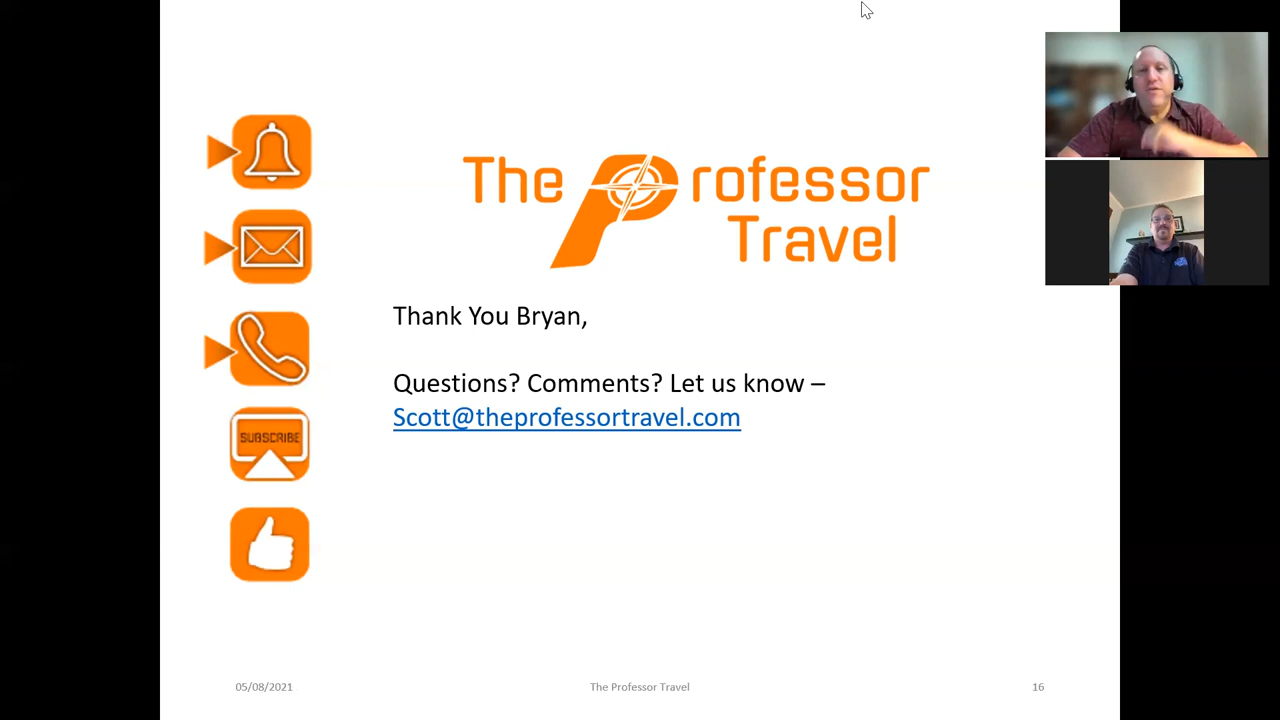 The Professor
Travel
Thank You Bryan,
Questions? Comments? Let us know –
Scott@theprofessortravel.com
SUBSCRIBE
05/08/2021
The Professor Travel
16